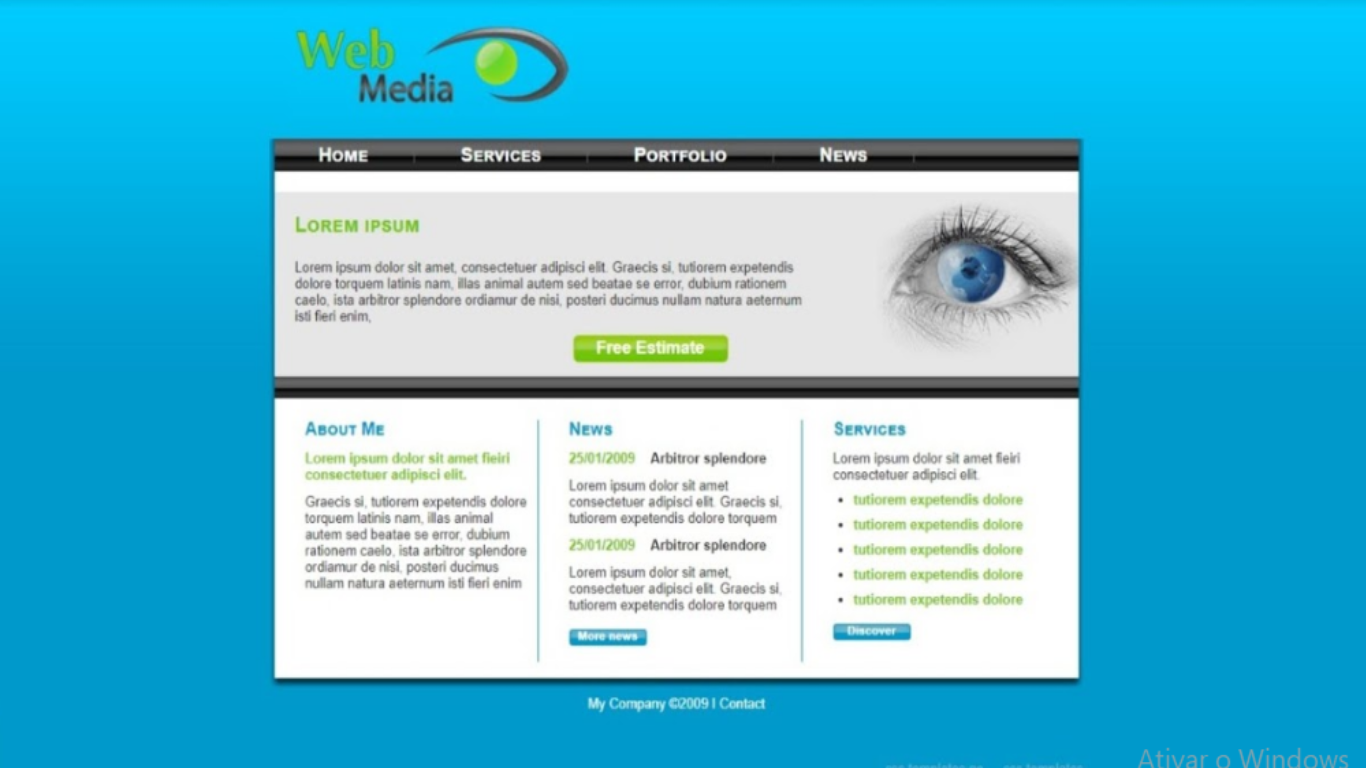 Web
Media
Home Services Portfolio News
Lorem ipsum
Lorem ipsum dolor sit amet, consectetuer adipisci elit. Graecis si, tutiorem expetendis
dolore torquem latinis nam, illas animal autem sed beatae se error, dubium rationem
caelo, ista arbitror splendore ordiamur de nisi, posteri ducimus nullam natura aeternum
isti fieri enim,
Free Estimate
About Me
Lorem ipsum dolor sit amet fieiri
consectetuer adipisci elit.
Graecis si, tutiorem expetendis dolore
torquem latinis nam, illas animal
autem sed beatae se error, dubium
rationem caelo, ista arbitror splendore
ordiamur de nisi, posteri ducimus
nullam natura aeternum isti fieri enim
News
25/01/2009 Arbitror splendore
Lorem ipsum dolor sit amet
consectetuer adipisci elit. Graecis si,
tutiorem expetendis dolore torquem
25/01/2009 Arbitror splendore
Lorem ipsum dolor sit amet,
consectetuer adipisci elit. Graecis si,
tutiorem expetendis dolore torquem
More news
Services
Lorem ipsum dolor sit amet fieiri
consectetuer adipisci elit.
• tutiorem expetendis dolore
• tutiorem expetendis dolore
• tutiorem expetendis dolore
• tutiorem expetendis dolore
• tutiorem expetendis dolore
Discover
My Company ©2009 I Contact
Ativar o Windows